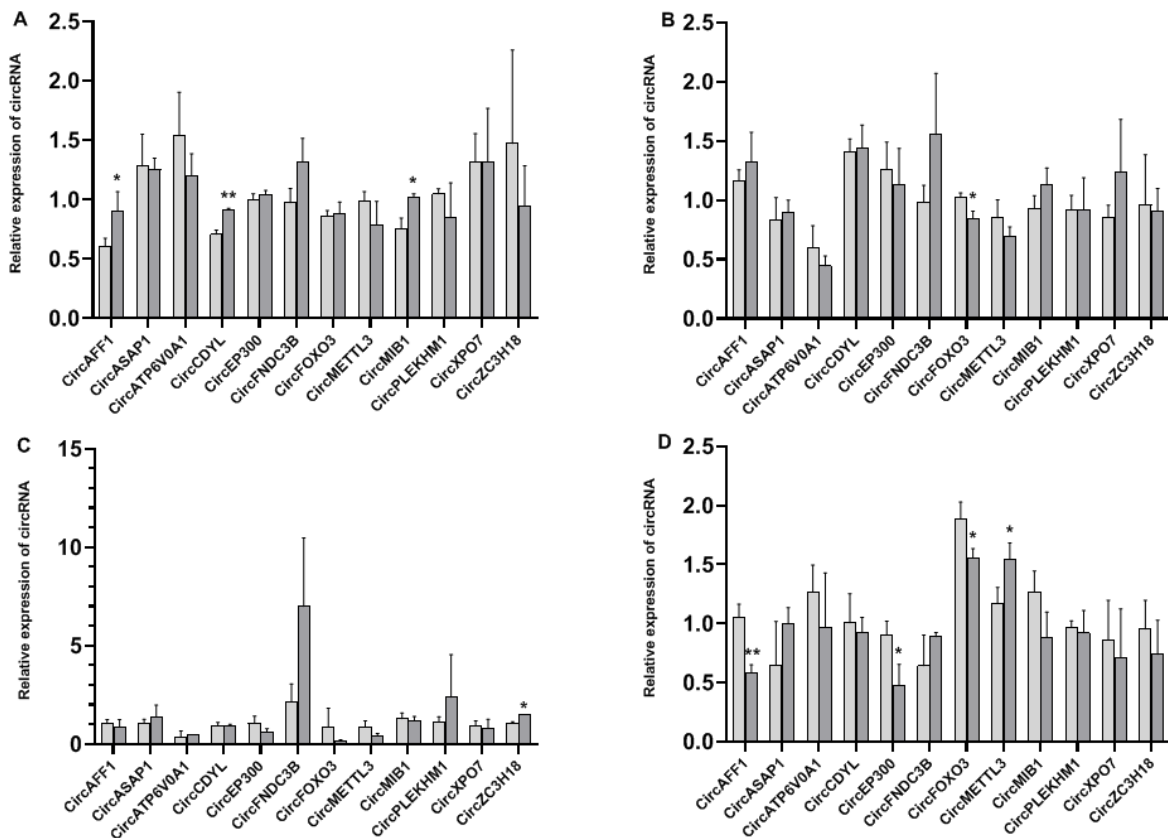 A
Relative expression of circRNA
2.5
2.0
1.5
1.0
0.5
0.0
*
**
*
CircAFF1
CircASAP1
CircATP6V0A1
CircCDYL
CircEP300
CircFNDC3B
CircFOXO3
CircMETTL3
CircMIB1
CircPLEKHM1
CircXPO7
CircZC3H18
B
Relative expression of circRNA
2.5
2.0
1.5
1.0
0.5
0.0
*
CircAFF1
CircASAP1
CircATP6V0A1
CircCDYL
CircEP300
CircFNDC3B
CircFOXO3
CircMETTL3
CircMIB1
CircPLEKHM1
CircXPO7
CircZC3H18
C
Relative expression of circRNA
15
10
5
0
*
CircAFF1
CircASAP1
CircATP6V0A1
CircCDYL
CircEP300
CircFNDC3B
CircFOXO3
CircMETTL3
CircMIB1
CircPLEKHM1
CircXPO7
CircZC3H18
D
Relative expression of circRNA
2.5
2.0
1.5
1.0
0.5
0.0
**
*
*
*
CircAFF1
CircASAP1
CircATP6V0A1
CircCDYL
CircEP300
CircFNDC3B
CircFOXO3
CircMETTL3
CircMIB1
CircPLEKHM1
CircXPO7
CircZC3H18